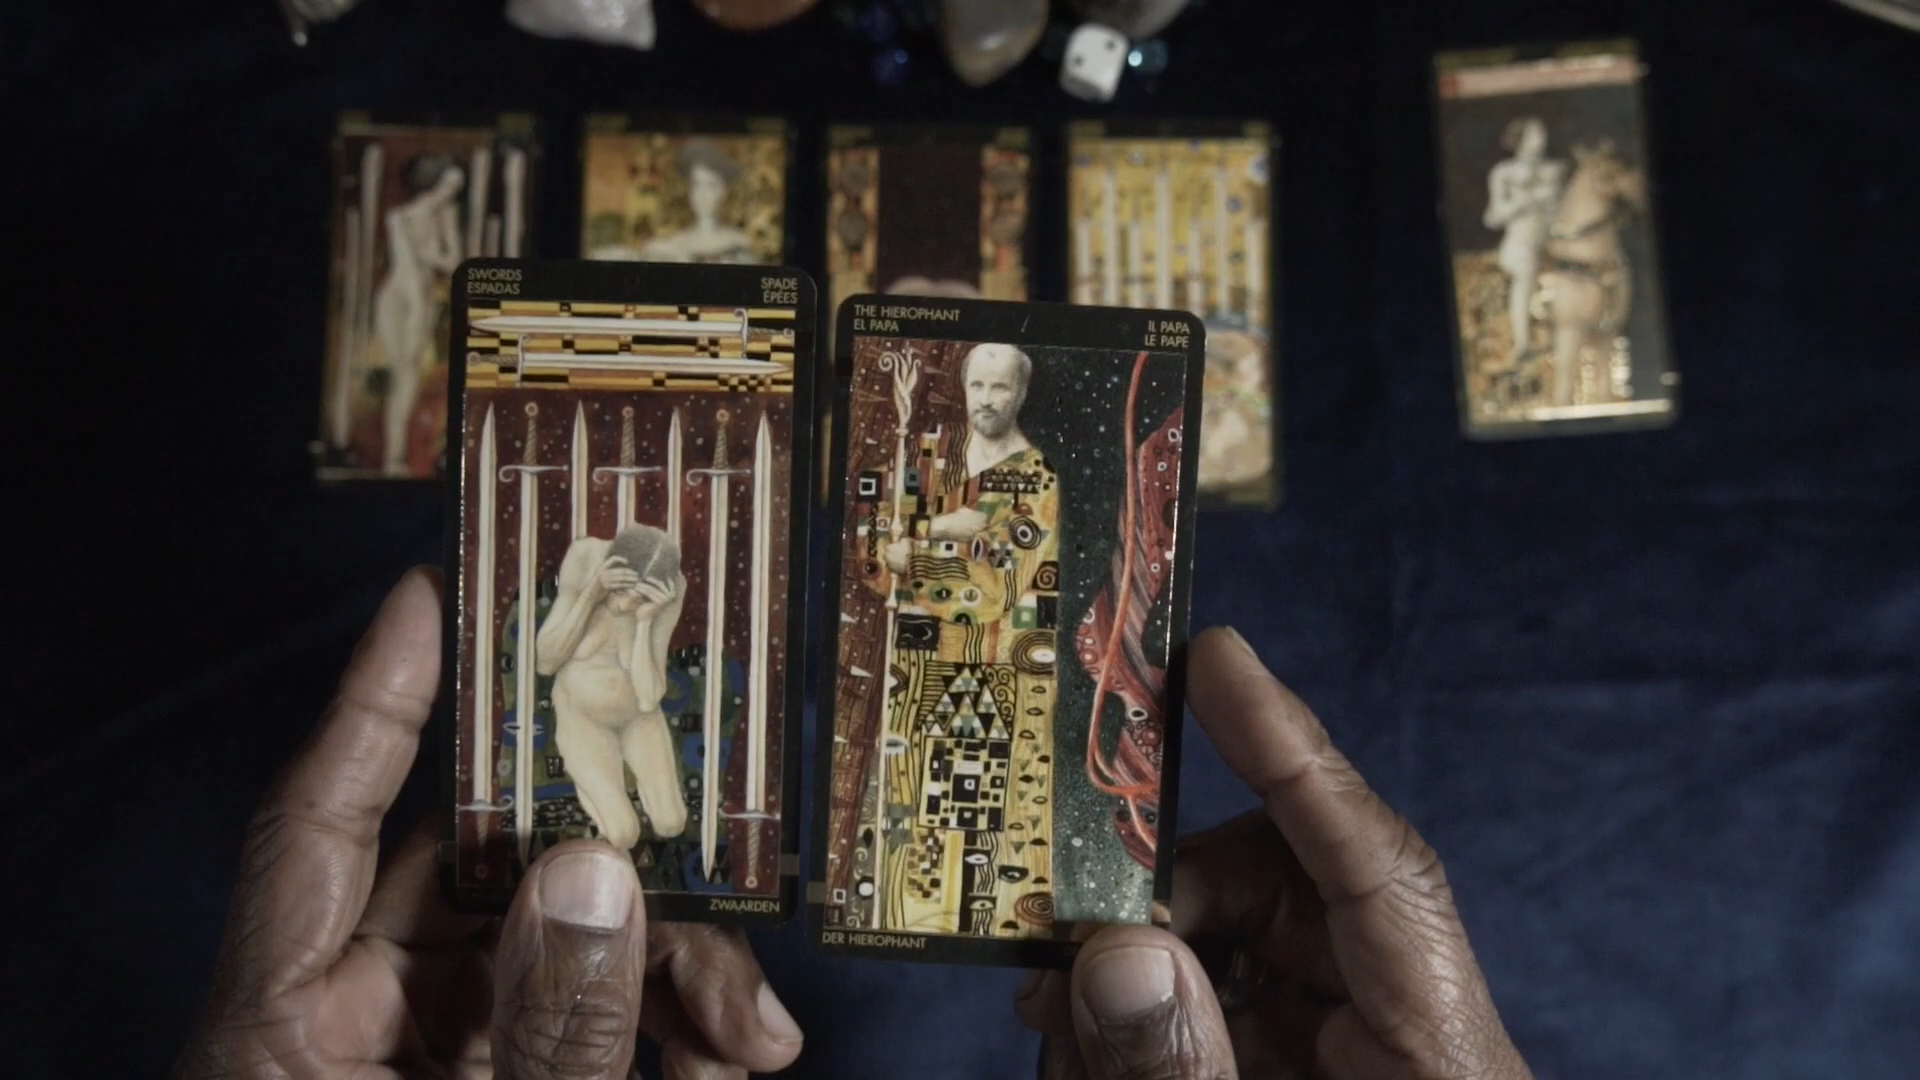 SWORDS
ESPADAS
SPADE
ÉPÉES
ZWAARDEN
THE HIEROPHANT
EL PAPA
IL PAPA
LE PAPE
DER HIEROPHANT